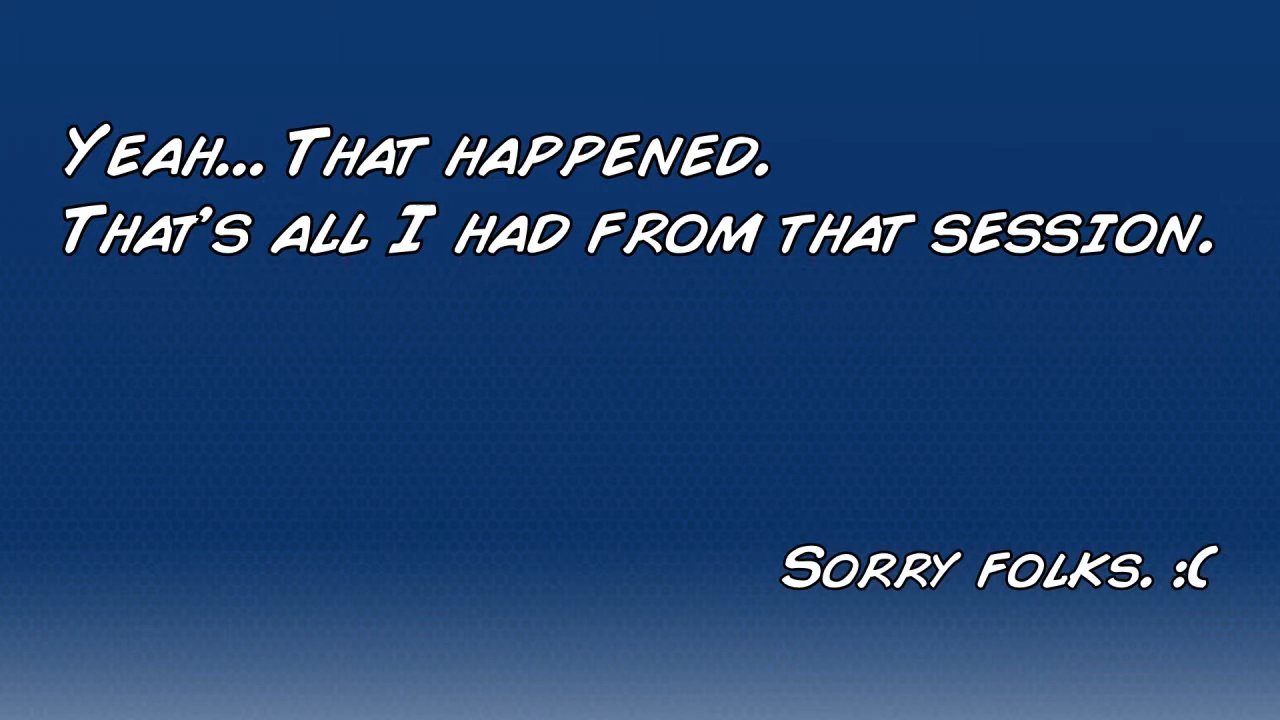 Yeah... That happened.
That's all I had from that session.
Sorry folks. :(